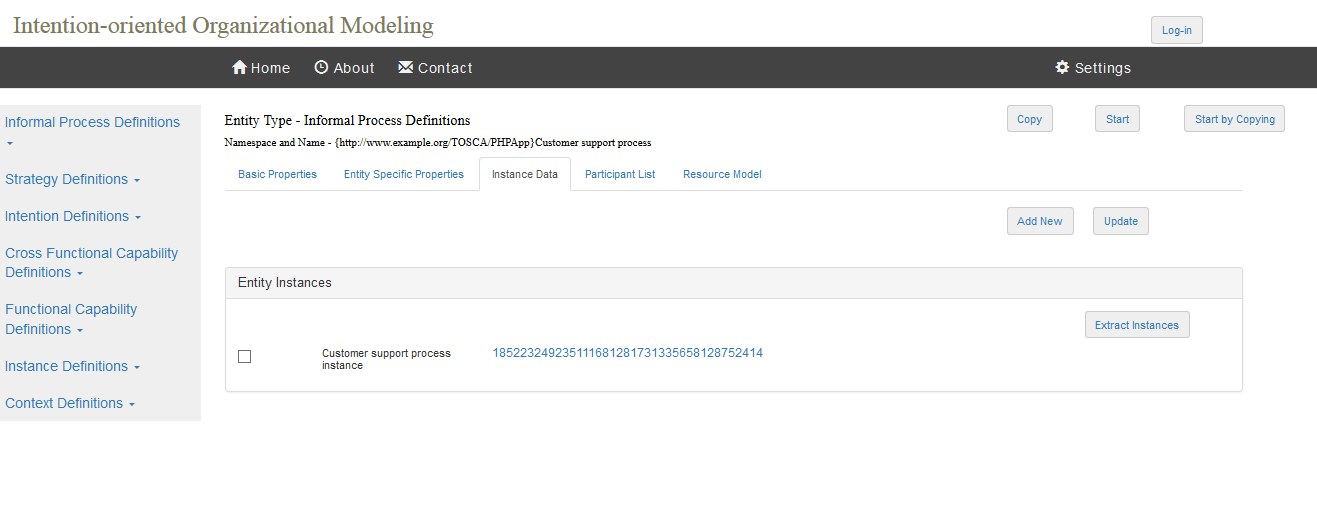 Intention-oriented Organizational Modeling
Log-in
Home
About
Contact
Settings
Informal Process Definitions
Strategy Definitions
Intention Definitions
Cross Functional Capability
Definitions
Functional Capability
Definitions
Instance Definitions
Context Definitions
Entity Type - Informal Process Definitions
Copy
Start
Start by Copying
Namespace and Name - {http://www.example.org/TOSCA/PHPApp}Customer support process
Basic Properties
Entity Specific Properties
Instance Data
Participant List
Resource Model
Add New
Update
Entity Instances
Extract Instances
Customer support process
instance
185223249235111681281731335658128752414